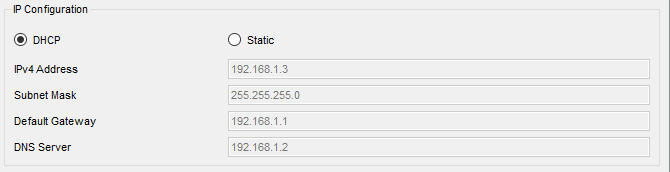 IP Configuration
DHCP Static
IPv4 Address 192.168.1.3
Subnet Mask 255.255.255.0
Default Gateway 192.168.1.1
DNS Server 192.168.1.2